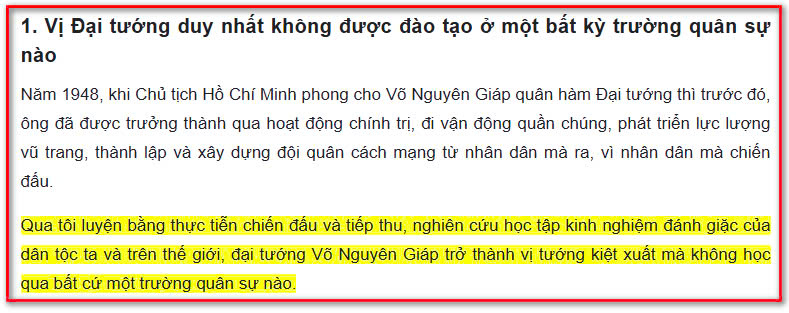 1. Vị Đại tướng duy nhất không được đào tạo ở một bất kỳ trường quân sự
nào
Năm 1948, khi Chủ tịch Hồ Chí Minh phong cho Võ Nguyên Giáp quân hàm Đại tướng thì trước đó,
ông đã được trưởng thành qua hoạt động chính trị, đi vận động quần chúng, phát triển lực lượng
vũ trang, thành lập và xây dựng đội quân cách mạng từ nhân dân mà ra, vì nhân dân mà chiến
đấu.
Qua tôi luyện bằng thực tiễn chiến đấu và tiếp thu, nghiên cứu học tập kinh nghiệm đánh giặc của
dân tộc ta và trên thế giới, đại tướng Võ Nguyên Giáp trở thành vị tướng kiệt xuất mà không học
qua bất cứ một trường quân sự nào.